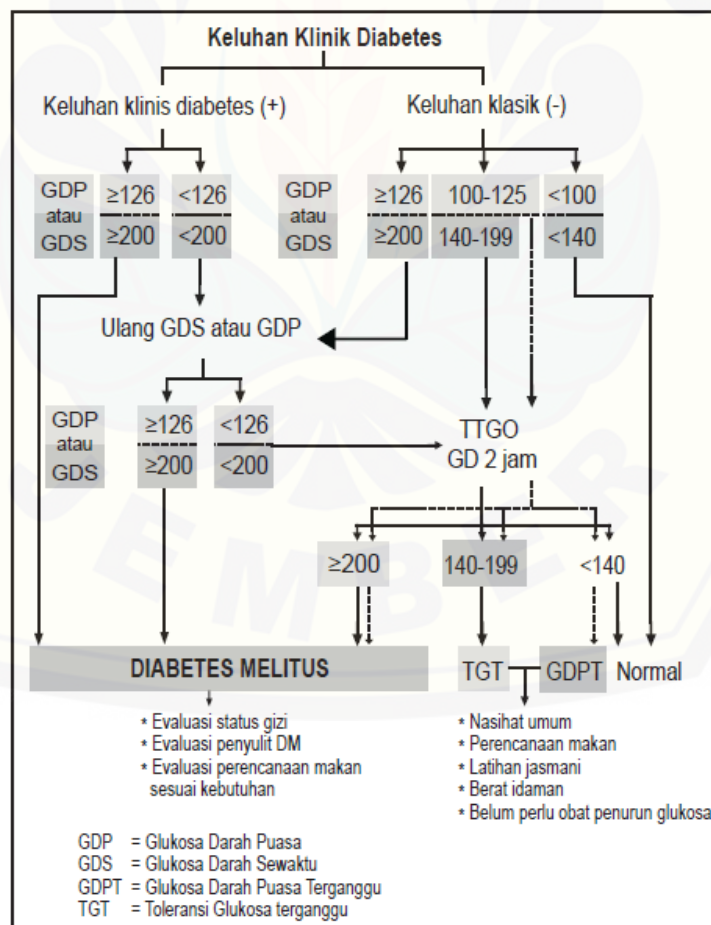 Keluhan Klinik Diabetes
Keluhan klinis diabetes (+)
Keluhan klasik (-)
GDP
atau
GDS
≥126
<126
≥200
<200
GDP
atau
GDS
≥126
100-125
<100
≥200
140-199
<140
Ulang GDS atau GDP
GDP
atau
GDS
≥126
<126
≥200
<200
TTGO
GD 2 jam
≥200
140-199
<140
DIABETES MELITUS
TGT
GDPT
Normal
* Evaluasi status gizi
* Evaluasi penyulit DM
* Evaluasi perencanaan makan
sesuai kebutuhan
* Nasihat umum
* Perencanaan makan
* Latihan jasmani
* Berat idaman
* Belum perlu obat penurun glukosa
GDP = Glukosa Darah Puasa
GDS = Glukosa Darah Sewaktu
GDPT = Glukosa Darah Puasa Terganggu
TGT = Toleransi Glukosa terganggu
JEMBER